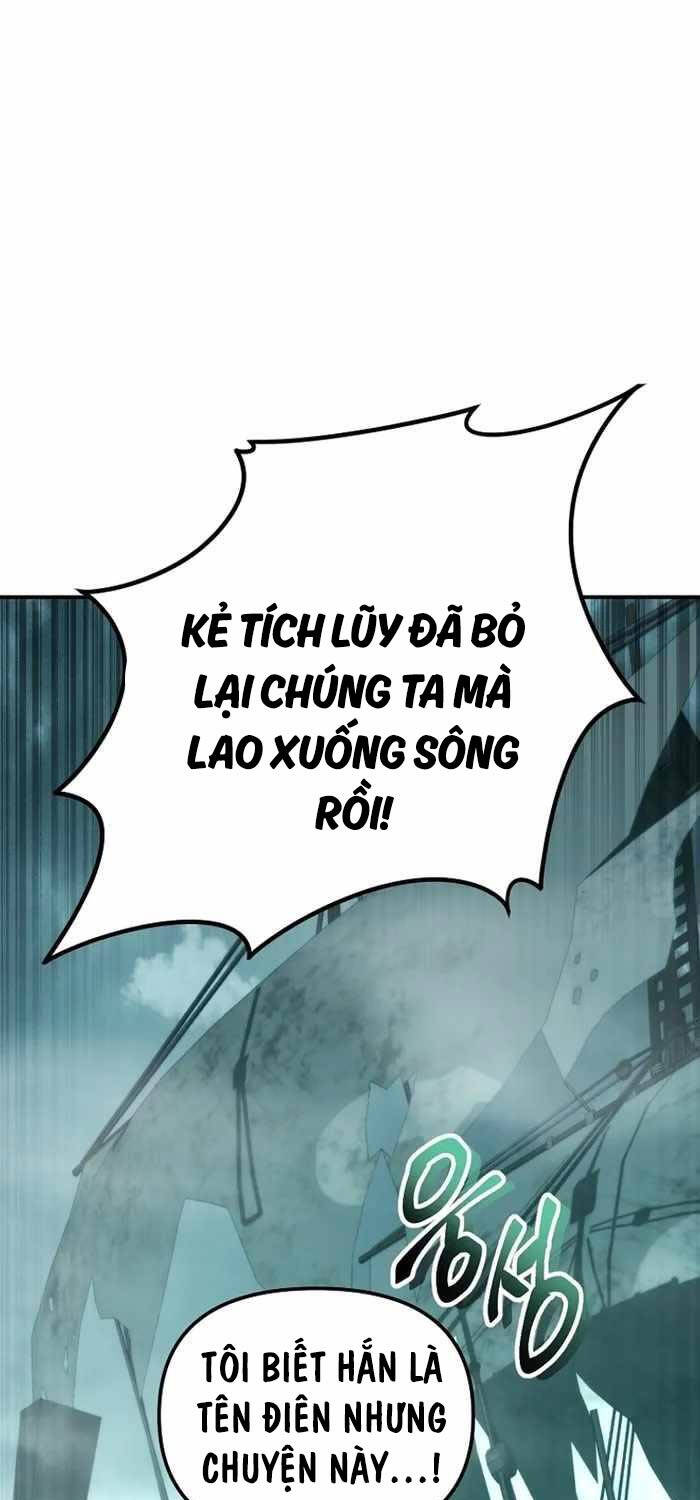 KẺ TÍCH LŨY ĐÃ BỎ
LẠI CHÚNG TA MÀ
LAO XUỐNG SÔNG
RỒI!
웅성
TÔI BIẾT HẮN LÀ
TÊN ĐIÊN NHƯNG
CHUYỆN NÀY...!